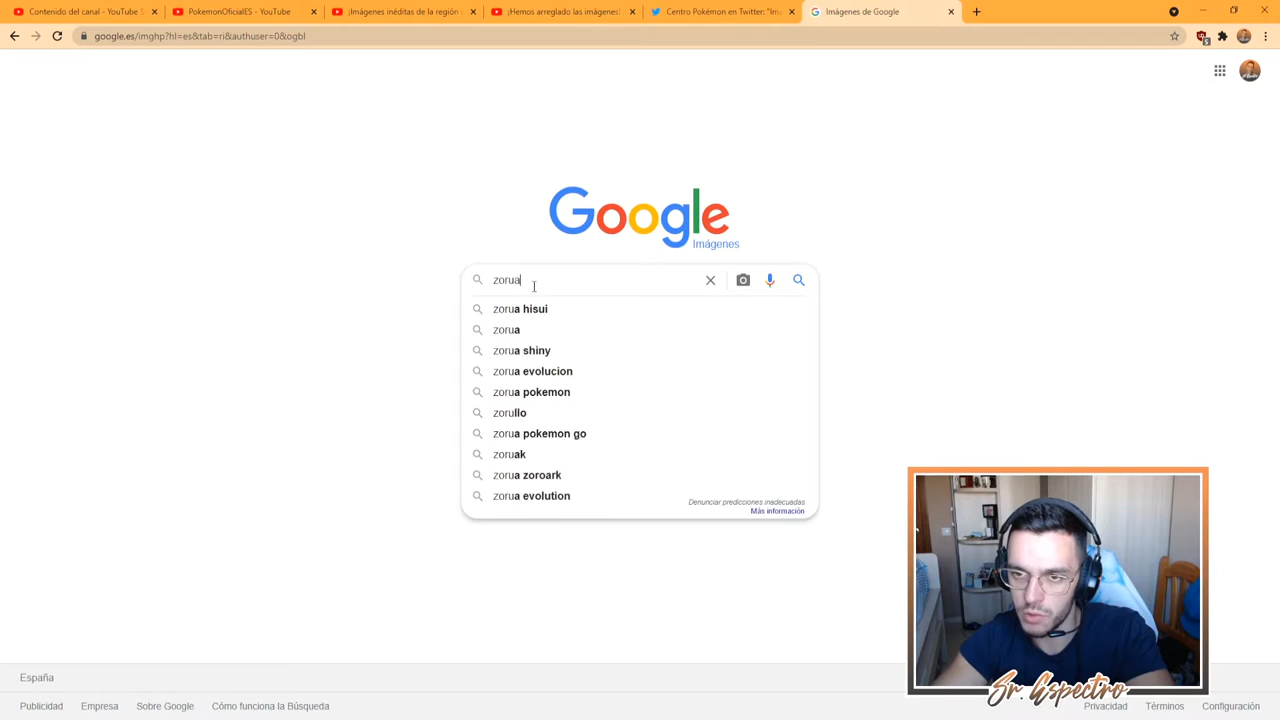 Contenido del canal - YouTube S
PokemonOficialES - YouTube
¡Imágenes inéditas de la región
¡Hemos arreglado las imágenes!
Centro Pokémon en Twitter: "Im
Imágenes de Google
google.es/imghp?hl=es&tab=ri&authuser=0&ogbl
Google
Imágenes
zorua
zorua hisui
zorua
zorua shiny
zorua evolucion
zorua pokemon
zorullo
zorua pokemon go
zoruak
zorua zoroark
zorua evolution
Denunciar predicciones inadecuadas
Más información
España
Publicidad
Empresa
Sobre Google
Cómo funciona la Búsqueda
Sr. Espectro
Privacidad
Términos
Configuración